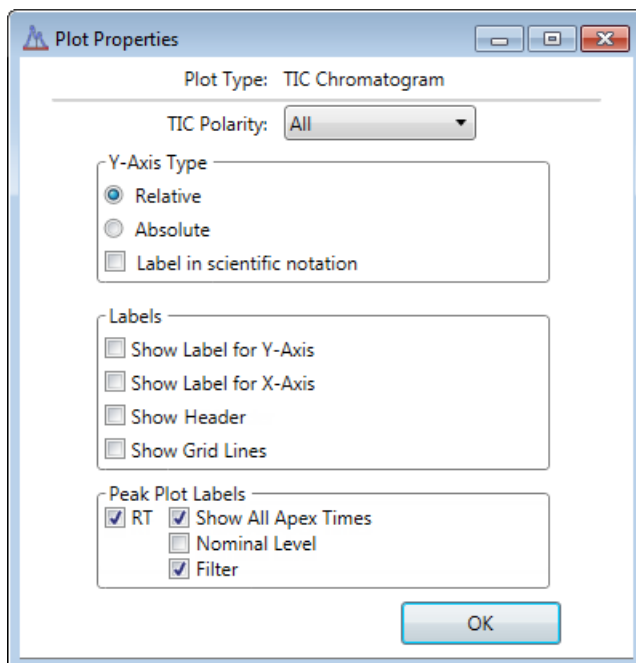 Plot Properties
Plot Type: TIC Chromatogram
TIC Polarity: All
Y-Axis Type
Relative
Absolute
Label in scientific notation
Labels
Show Label for Y-Axis
Show Label for X-Axis
Show Header
Show Grid Lines
Peak Plot Labels
RT Show All Apex Times
Nominal Level
Filter
OK